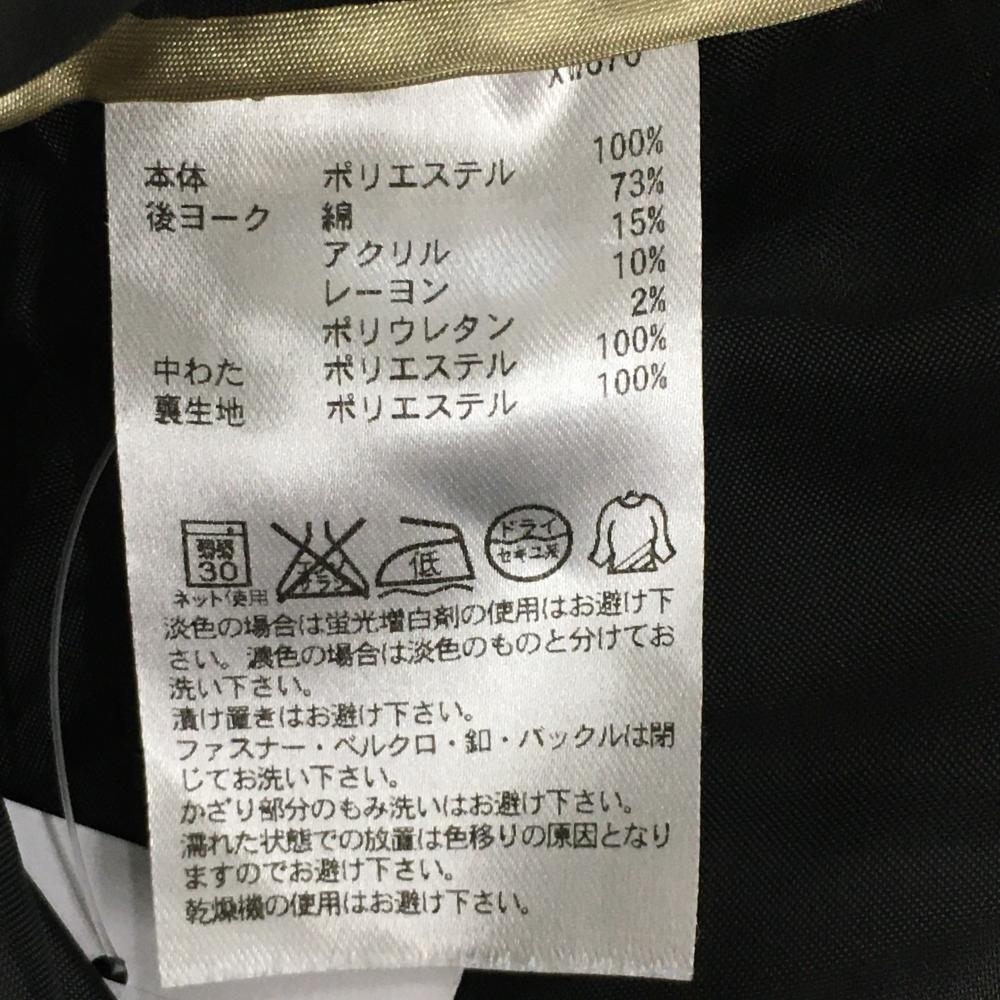 本体 ポリエステル 100%
後ヨーク 綿 73%
アクリル 15%
レーヨン 10%
ポリウレタン 2%
中わた ポリエステル 100%
裏生地 ポリエステル 100%
弱 30 低 ドライ セキユ系
ネット使用
淡色の場合は蛍光増白剤の使用はお避け下
さい。濃色の場合は淡色のものと分けてお
洗い下さい。
漬け置きはお避け下さい。
ファスナー・ベルクロ・釦・バックルは閉
じてお洗い下さい。
かざり部分のもみ洗いはお避け下さい。
濡れた状態での放置は色移りの原因となり
ますのでお避け下さい。
乾燥機の使用はお避け下さい。